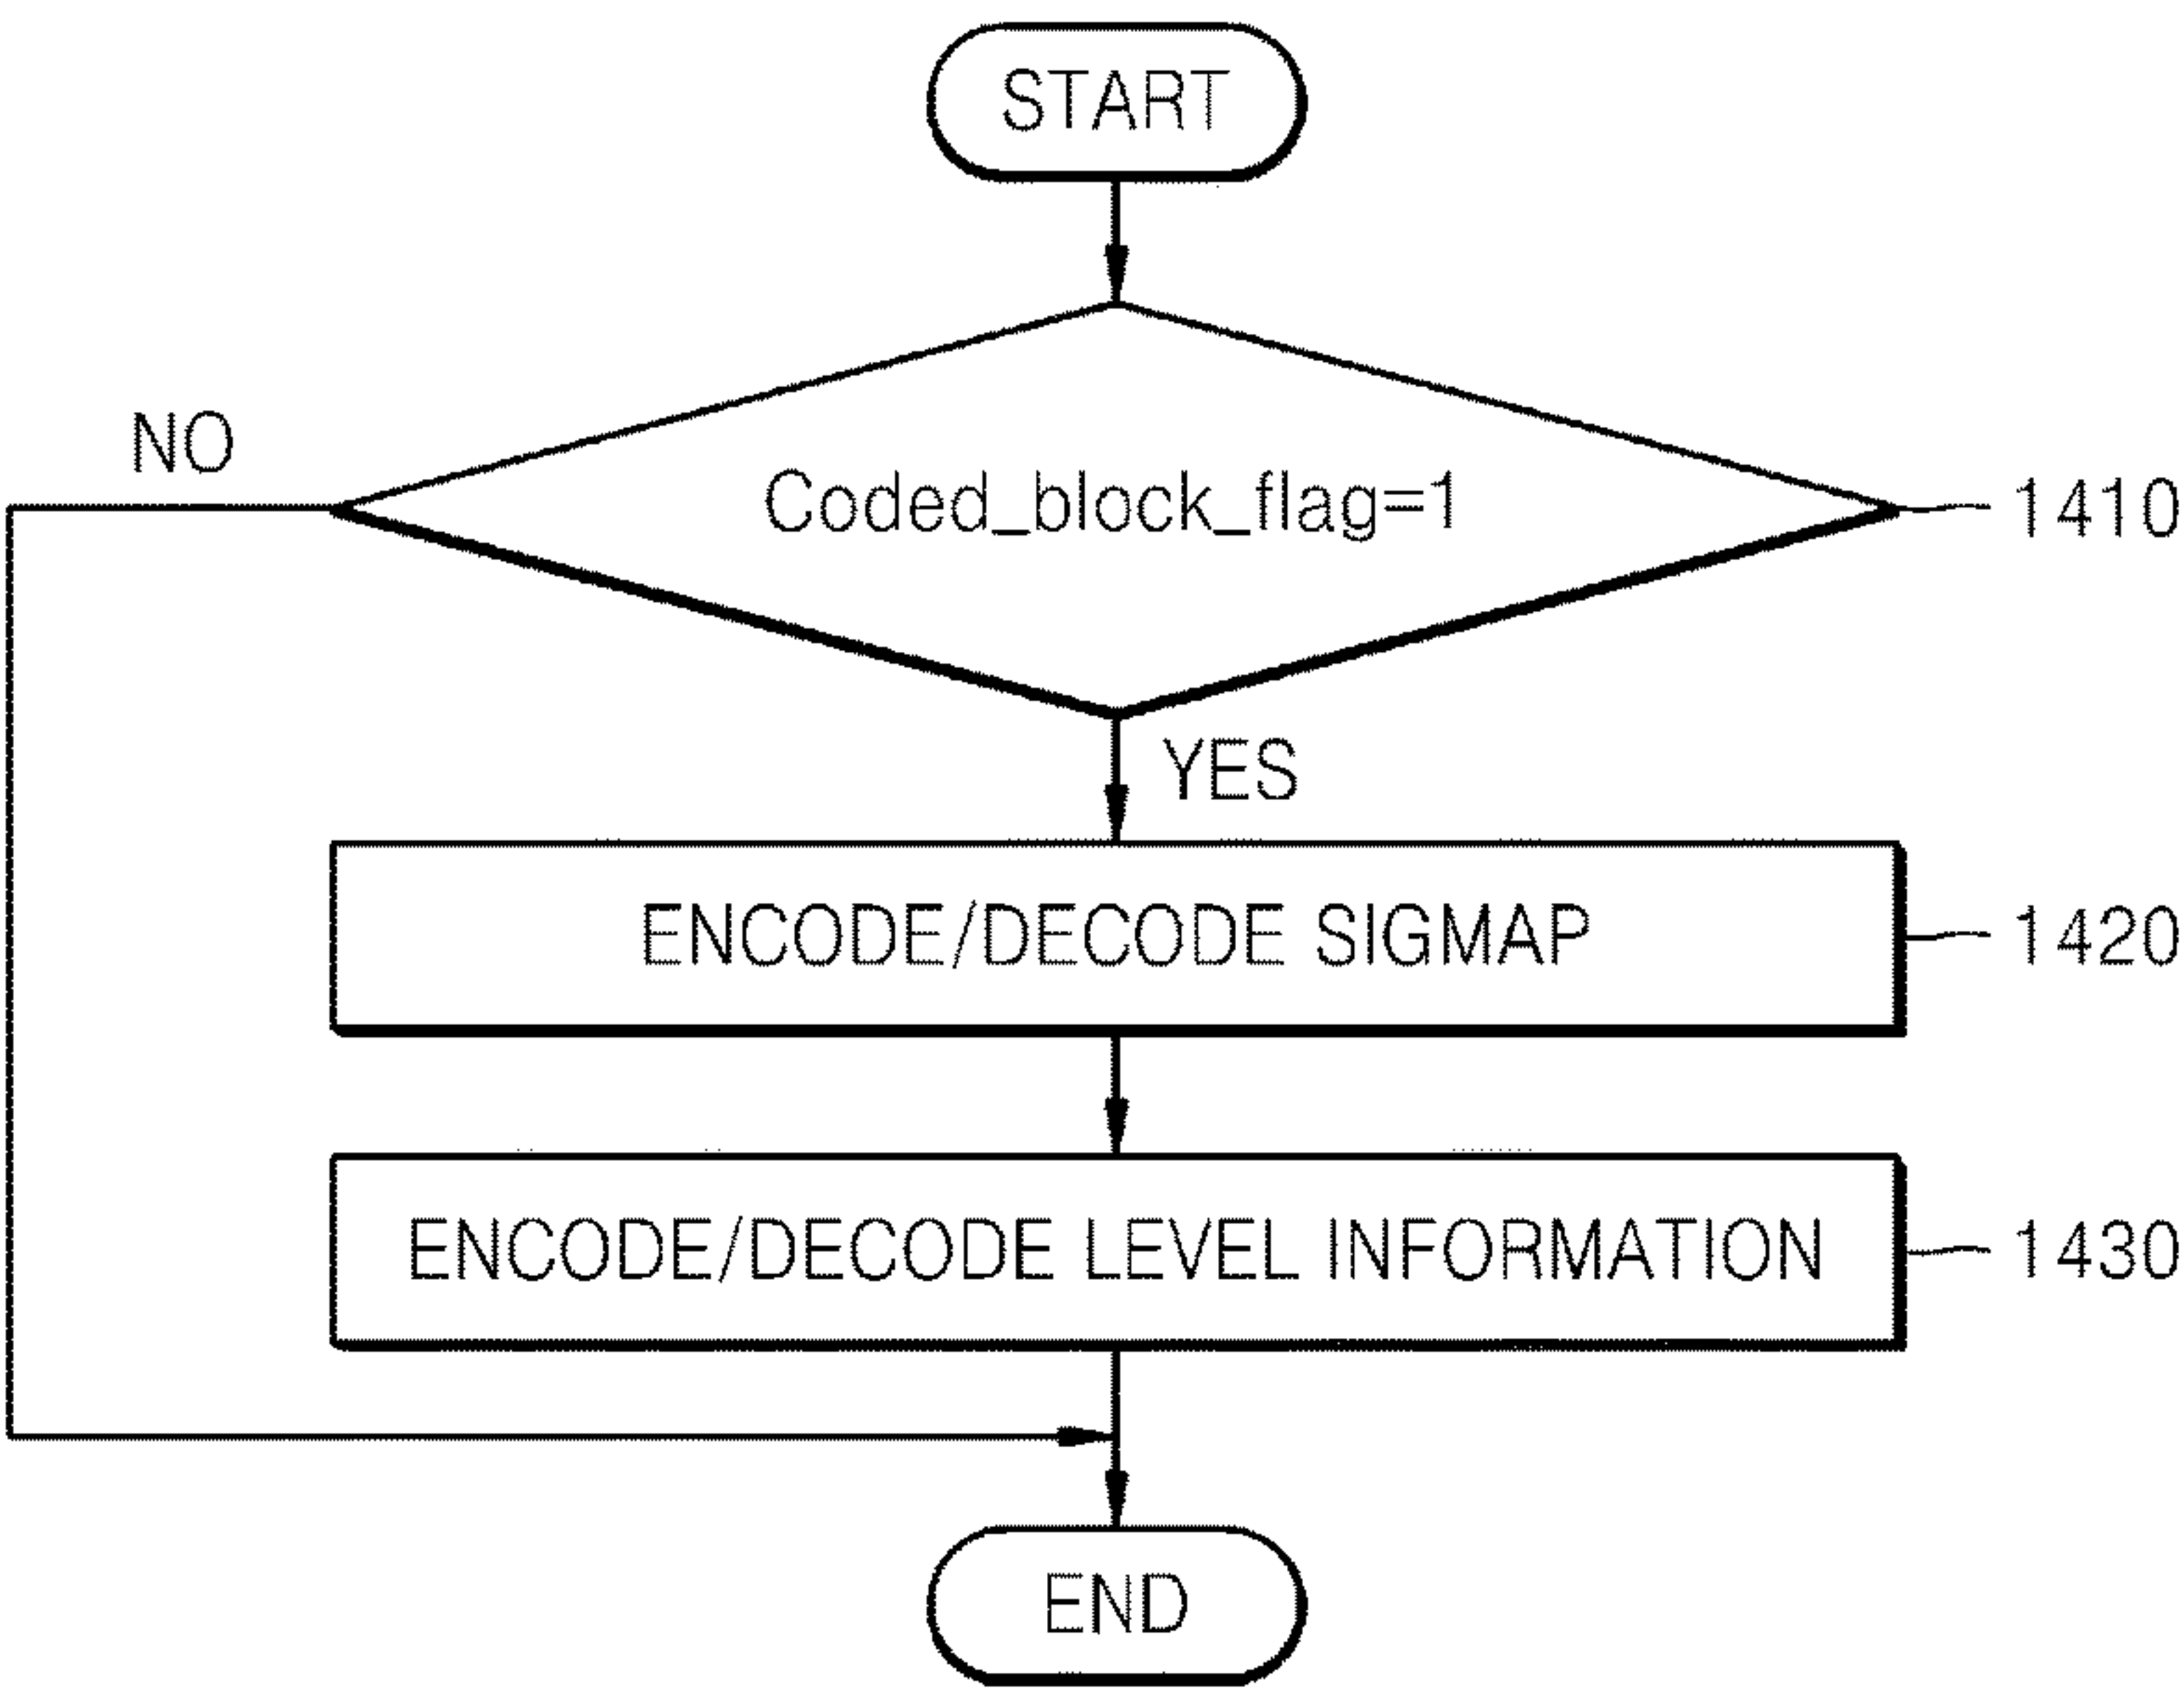 START
NO
Coded_block_flag=1
1410
YES
ENCODE/DECODE SIGMAP
1420
ENCODE/DECODE LEVEL INFORMATION
1430
END